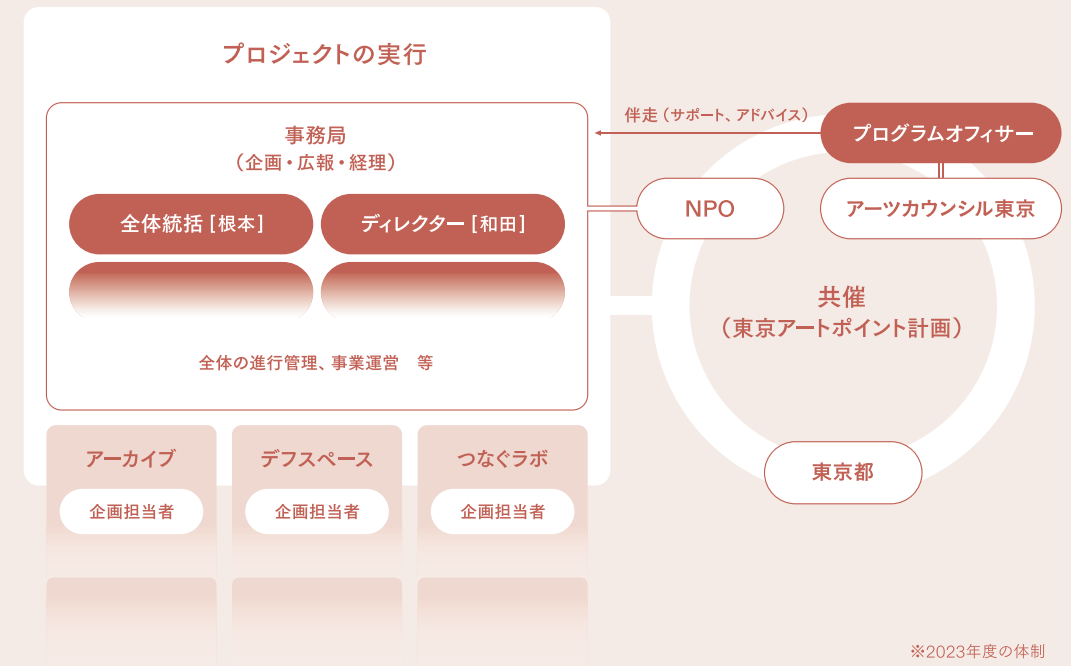 プロジェクトの実行
事務局
（企画・広報・経理）
全体統括［根本］
ディレクター［和田］
全体の進行管理、事業運営　等
アーカイブ
企画担当者
デフスペース
企画担当者
つなぐラボ
企画担当者
伴走（サポート、アドバイス）
プログラムオフィサー
NPO
アーツカウンシル東京
共催
（東京アートポイント計画）
東京都
※2023年度の体制